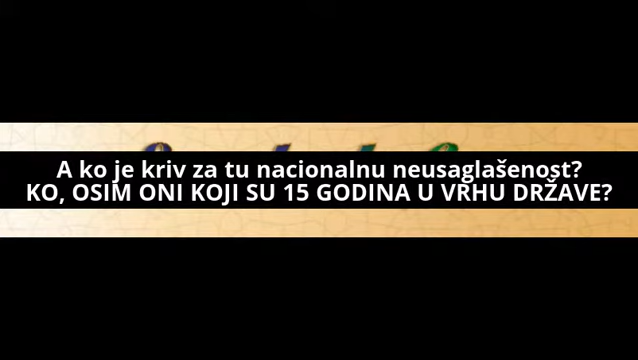 A ko je kriv za tu nacionalnu neusaglašenost?
KO, OSIM ONI KOJI SU 15 GODINA U VRHU DRŽAVE?